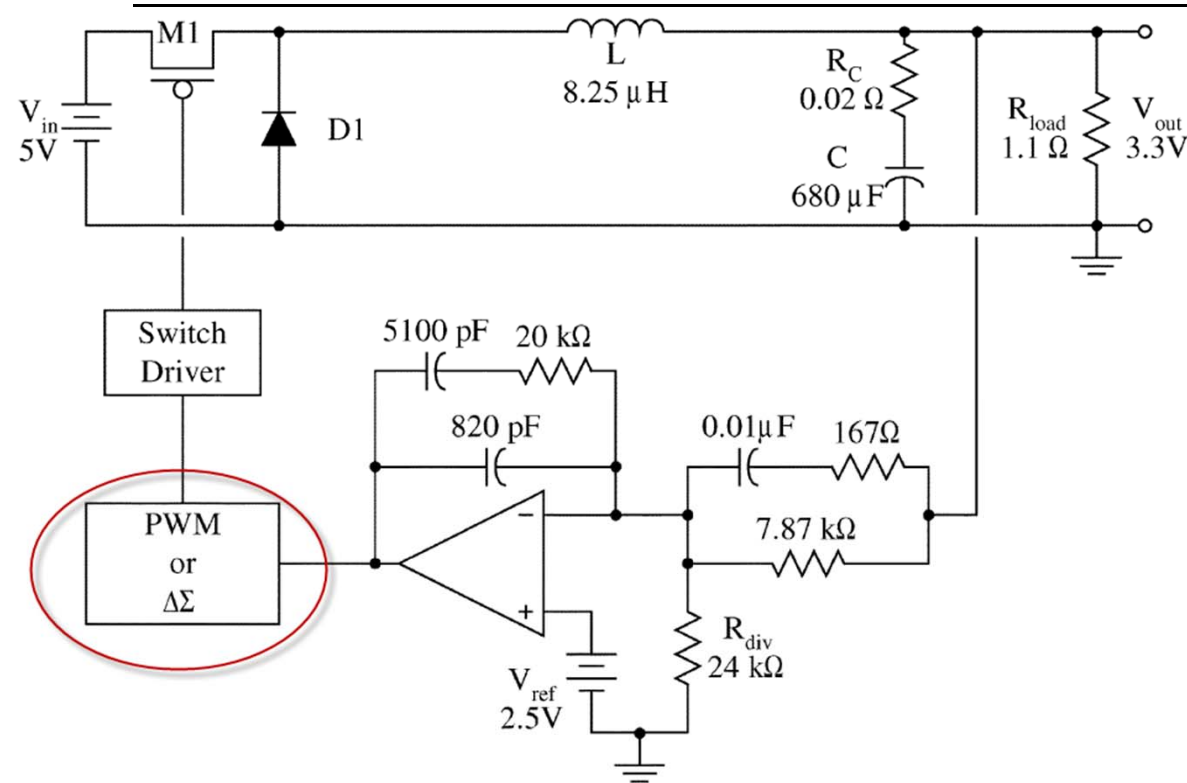 M1
L
8.25 µH
R_C
0.02 Ω
V_in
5V
D1
R_load
1.1 Ω
V_out
3.3V
C
680 µF
Switch
Driver
5100 pF
20 kΩ
820 pF
0.01µF
167Ω
PWM
or
ΔΣ
−
7.87 kΩ
+
R_div
24 kΩ
V_ref
2.5V